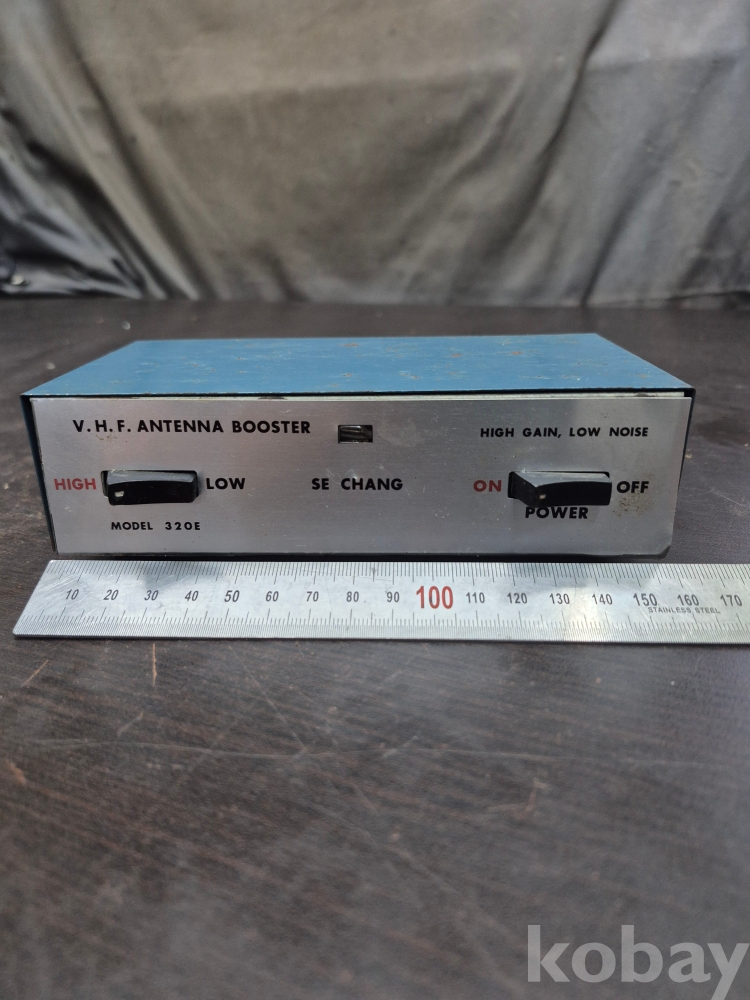 V.H.F. ANTENNA BOOSTER
HIGH GAIN, LOW NOISE
HIGH LOW
SE CHANG
ON OFF
MODEL 320E
POWER
10 20 30 40 50 60 70 80 90 100 110 120 130 140 150 160 170
STAINLESS STEEL
kobay